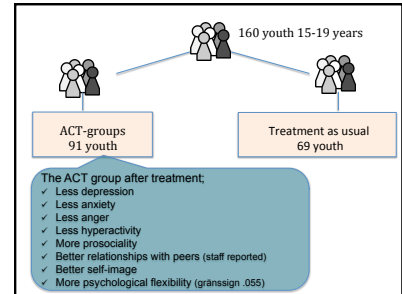 160 youth 15-19 years
ACT-groups
91 youth
Treatment as usual
69 youth
The ACT group after treatment;
✓ Less depression
✓ Less anxiety
✓ Less anger
✓ Less hyperactivity
✓ More prosociality
✓ Better relationships with peers (staff reported)
✓ Better self-image
✓ More psychological flexibility (gränssign .055)